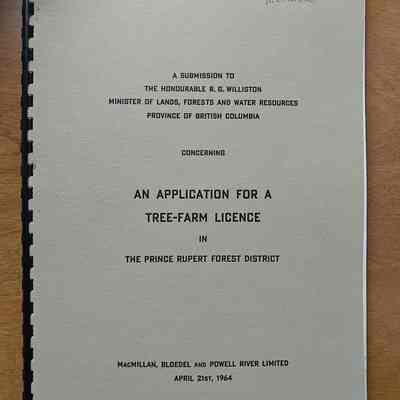 A SUBMISSION TO
THE HONOURABLE R. G. WILLISTON
MINISTER OF LANDS, FORESTS AND WATER RESOURCES
PROVINCE OF BRITISH COLUMBIA
CONCERNING
AN APPLICATION FOR A
TREE-FARM LICENCE
IN
THE PRINCE RUPERT FOREST DISTRICT
MACMILLAN, BLOEDEL AND POWELL RIVER LIMITED
APRIL 21ST, 1964